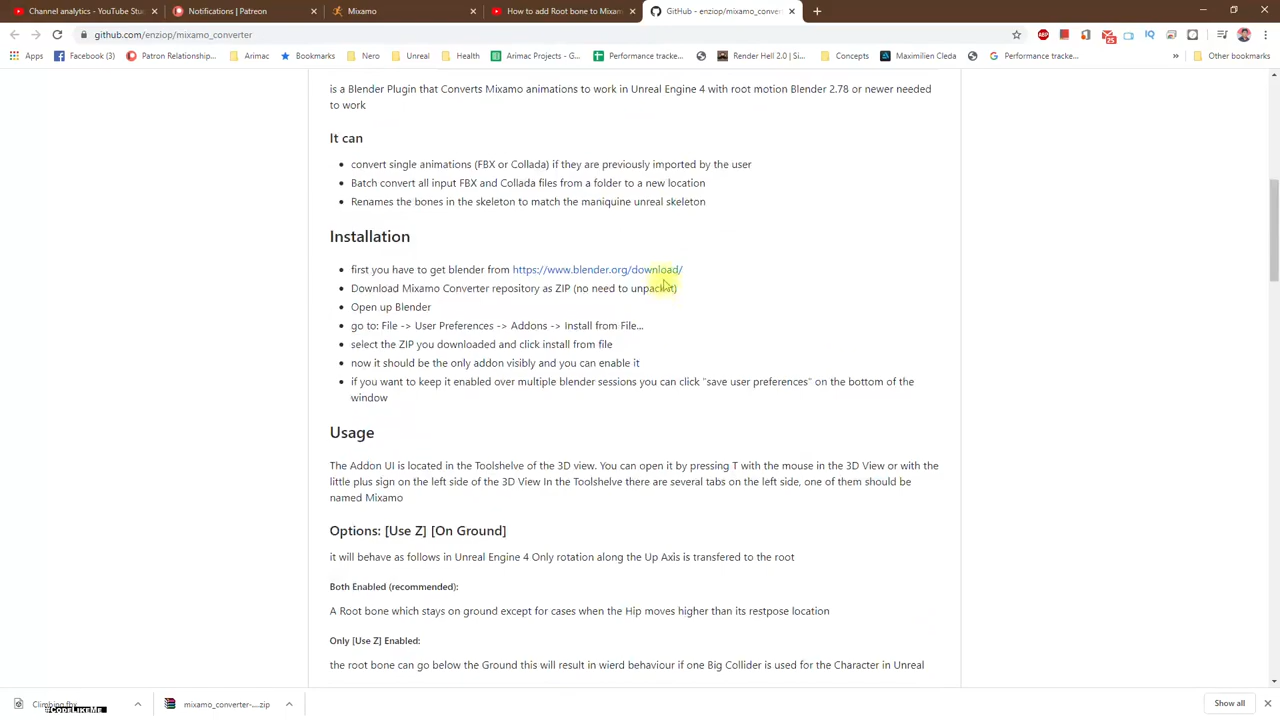 Channel analytics - YouTube Stu
Notifications | Patreon
Mixamo
How to add Root bone to Mixam
GitHub - enziop/mixamo_conver
github.com/enziop/mixamo_converter
25
Apps
Facebook (3)
Patron Relationship...
Arimac
Bookmarks
Nero
Unreal
Health
Arimac Projects - G...
Performance tracke...
Render Hell 2.0 | Si...
Concepts
Maximilien Cleda
Performance tracke...
Other bookmarks
is a Blender Plugin that Converts Mixamo animations to work in Unreal Engine 4 with root motion Blender 2.78 or newer needed
to work
It can
convert single animations (FBX or Collada) if they are previously imported by the user
Batch convert all input FBX and Collada files from a folder to a new location
Renames the bones in the skeleton to match the maniquine unreal skeleton
Installation
first you have to get blender from https://www.blender.org/download/
Download Mixamo Converter repository as ZIP (no need to unpack it)
Open up Blender
go to: File -> User Preferences -> Addons -> Install from File...
select the ZIP you downloaded and click install from file
now it should be the only addon visibly and you can enable it
if you want to keep it enabled over multiple blender sessions you can click "save user preferences" on the bottom of the
window
Usage
The Addon UI is located in the Toolshelve of the 3D view. You can open it by pressing T with the mouse in the 3D View or with the
little plus sign on the left side of the 3D View In the Toolshelve there are several tabs on the left side, one of them should be
named Mixamo
Options: [Use Z] [On Ground]
it will behave as follows in Unreal Engine 4 Only rotation along the Up Axis is transfered to the root
Both Enabled (recommended):
A Root bone which stays on ground except for cases when the Hip moves higher than its restpose location
Only [Use Z] Enabled:
the root bone can go below the Ground this will result in wierd behaviour if one Big Collider is used for the Character in Unreal
Climbing.fbx
#CodeLikeMe
mixamo_converter-....zip
Show all